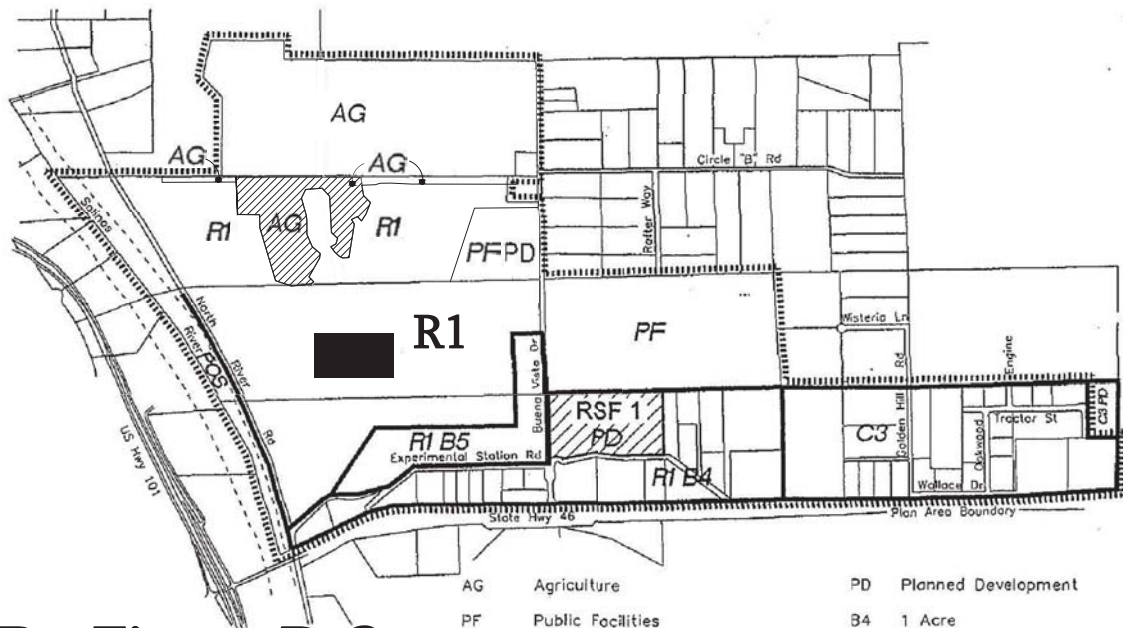 AG
AG
AG
Circle "B" Rd
Salinas
River
R1
AG
R1
PF PD
Rafter Way
North
River
Rd
POS
R1
PF
Wisteria Ln
Golden Hill
Rd
Engine
Buena Vista Dr
RSF 1
PD
C3
Oakwood
Tractor St
C3 PD
R1 B5
Experimental Station Rd
R1 B4
Wallace Dr
US Hwy 101
State Hwy 46
Plan Area Boundary
AG Agriculture
PD Planned Development
PF Public Facilities
B4 1 Acre